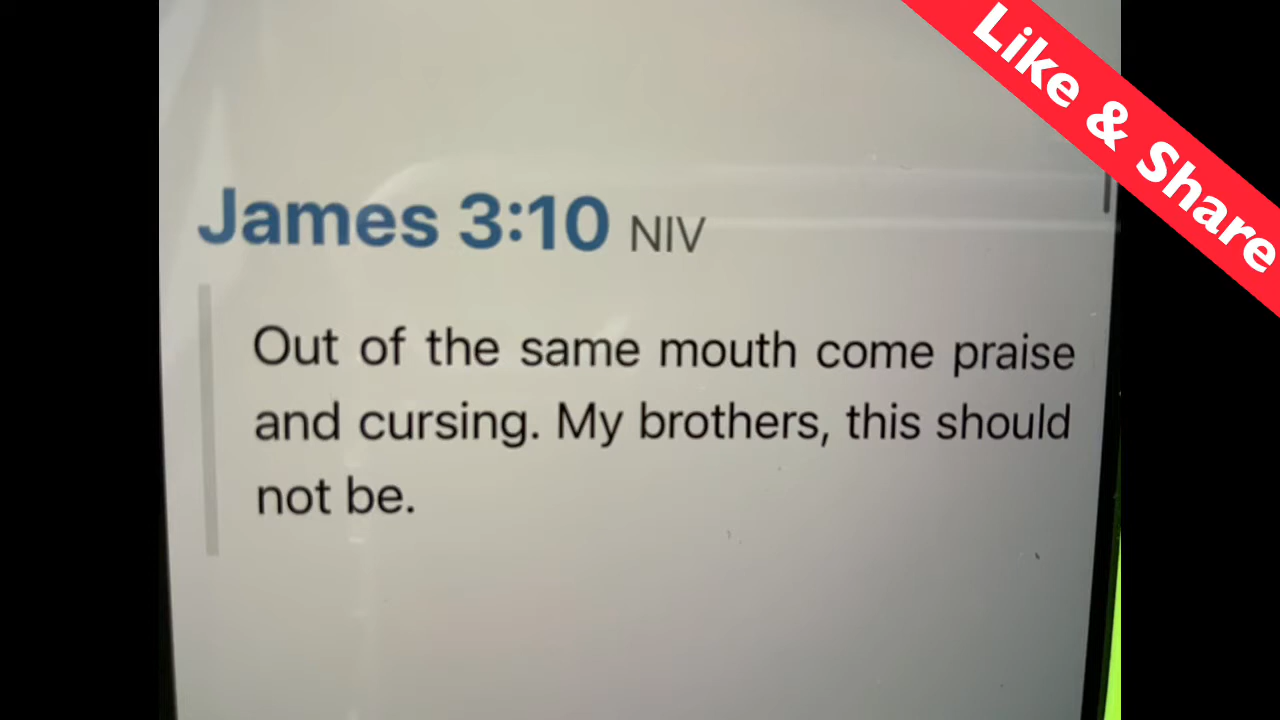 Like & Share
James 3:10 NIV
Out of the same mouth come praise
and cursing. My brothers, this should
not be.